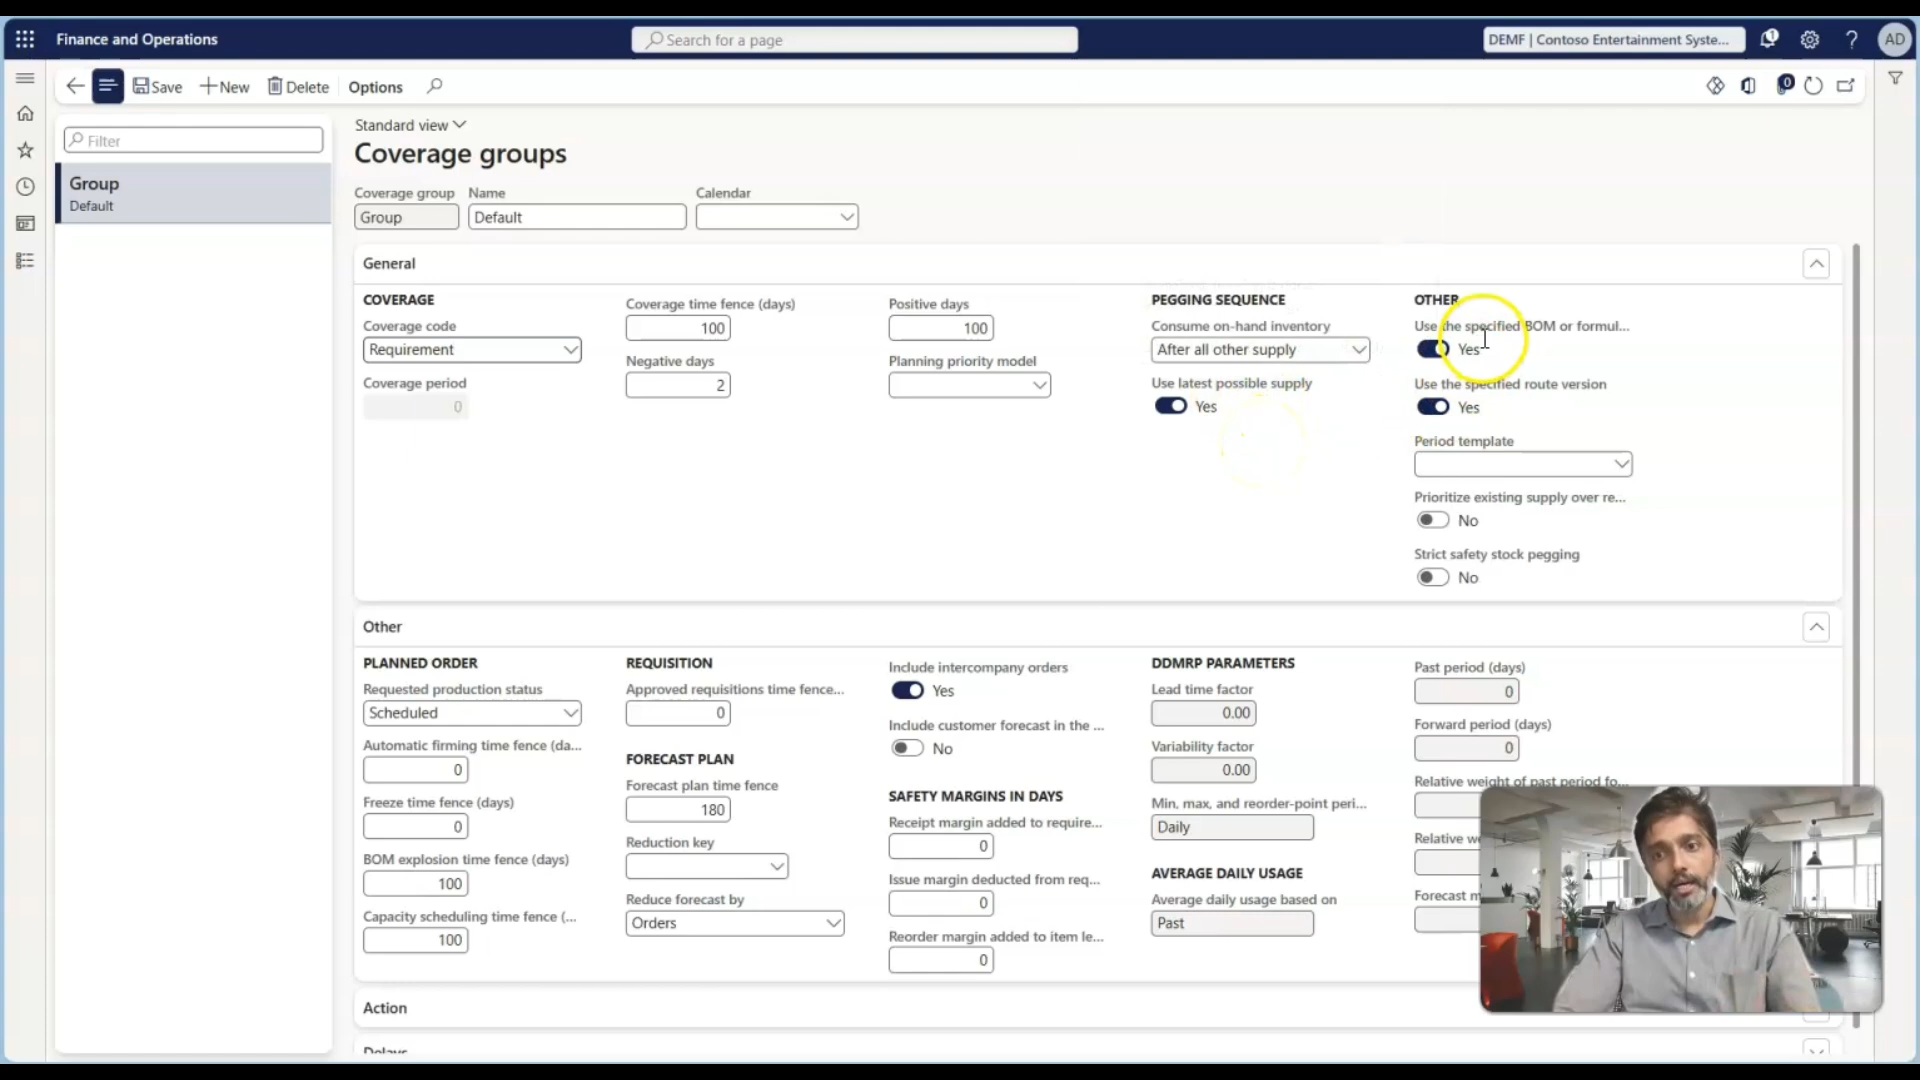 Finance and Operations
Search for a page
DEMF | Contoso Entertainment Syste...
1
?
AD
Save
New
Delete
Options
0
Filter
Group
Default
Standard view
Coverage groups
Coverage group Name Calendar
Group Default
General
COVERAGE
Coverage code
Requirement
Coverage period
0
Coverage time fence (days)
100
Negative days
2
Positive days
100
Planning priority model
PEGGING SEQUENCE
Consume on-hand inventory
After all other supply
Use latest possible supply
Yes
OTHER
Use the specified BOM or formul...
Yes
Use the specified route version
Yes
Period template
Prioritize existing supply over re...
No
Strict safety stock pegging
No
Other
PLANNED ORDER
Requested production status
Scheduled
Automatic firming time fence (da...
0
Freeze time fence (days)
0
BOM explosion time fence (days)
100
Capacity scheduling time fence (...
100
REQUISITION
Approved requisitions time fence...
0
FORECAST PLAN
Forecast plan time fence
180
Reduction key
Reduce forecast by
Orders
Include intercompany orders
Yes
Include customer forecast in the ...
No
SAFETY MARGINS IN DAYS
Receipt margin added to require...
0
Issue margin deducted from req...
0
Reorder margin added to item le...
0
DDMRP PARAMETERS
Lead time factor
0.00
Variability factor
0.00
Min, max, and reorder-point peri...
Daily
AVERAGE DAILY USAGE
Average daily usage based on
Past
Past period (days)
0
Forward period (days)
0
Relative weight of past period fo...
Relative we
Forecast m
Action
Delays